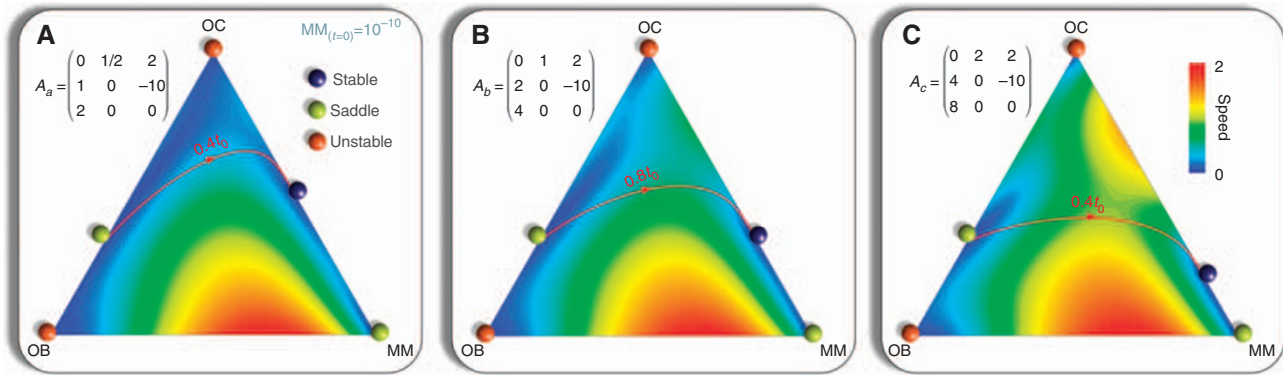 A
OC
MM(t=0)=10⁻¹⁰
Aa = (0 1/2 2
1 0 −10
2 0 0)
Stable
Saddle
Unstable
0.4t0
OB
MM
B
OC
Ab = (0 1 2
2 0 −10
4 0 0)
0.8t0
OB
MM
C
OC
Ac = (0 2 2
4 0 −10
8 0 0)
2
Speed
0
0.4t0
OB
MM